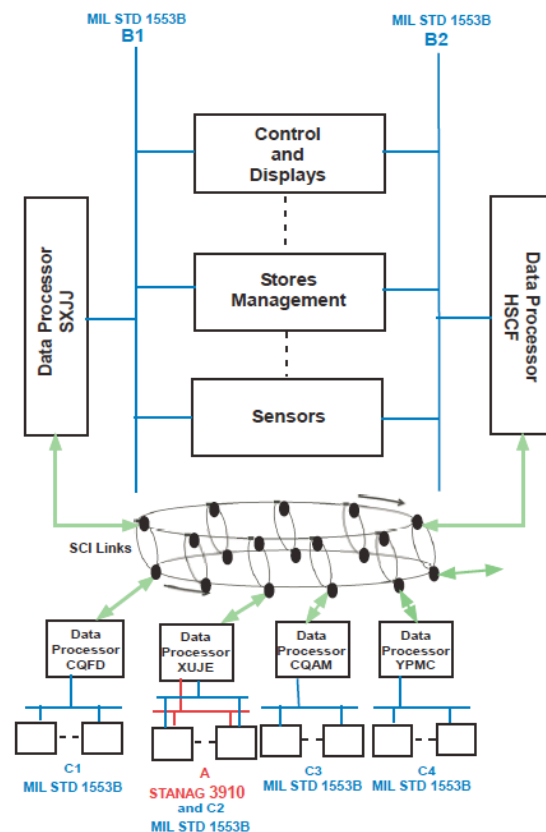 MIL STD 1553B
B1
MIL STD 1553B
B2
Control
and
Displays
Data Processor
SXJJ
Stores
Management
Data Processor
HSCF
Sensors
SCI Links
Data
Processor
CQFD
Data
Processor
XUJE
Data
Processor
CQAM
Data
Processor
YPMC
C1
MIL STD 1553B
A
STANAG 3910
and C2
MIL STD 1553B
C3
MIL STD 1553B
C4
MIL STD 1553B